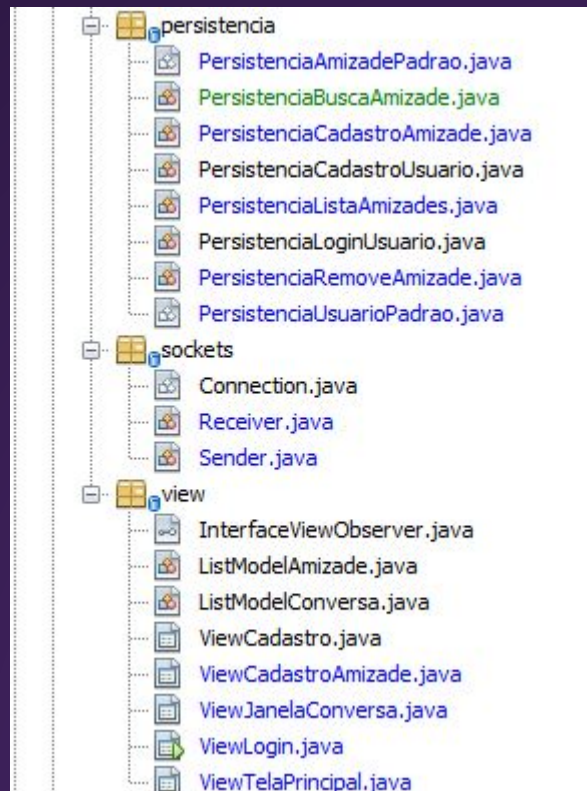 persistencia
PersistenciaAmizadePadrao.java
PersistenciaBuscaAmizade.java
PersistenciaCadastroAmizade.java
PersistenciaCadastroUsuario.java
PersistenciaListaAmizades.java
PersistenciaLoginUsuario.java
PersistenciaRemoveAmizade.java
PersistenciaUsuarioPadrao.java
sockets
Connection.java
Receiver.java
Sender.java
view
InterfaceViewObserver.java
ListModelAmizade.java
ListModelConversa.java
ViewCadastro.java
ViewCadastroAmizade.java
ViewJanelaConversa.java
ViewLogin.java
ViewTelaPrincipal.java